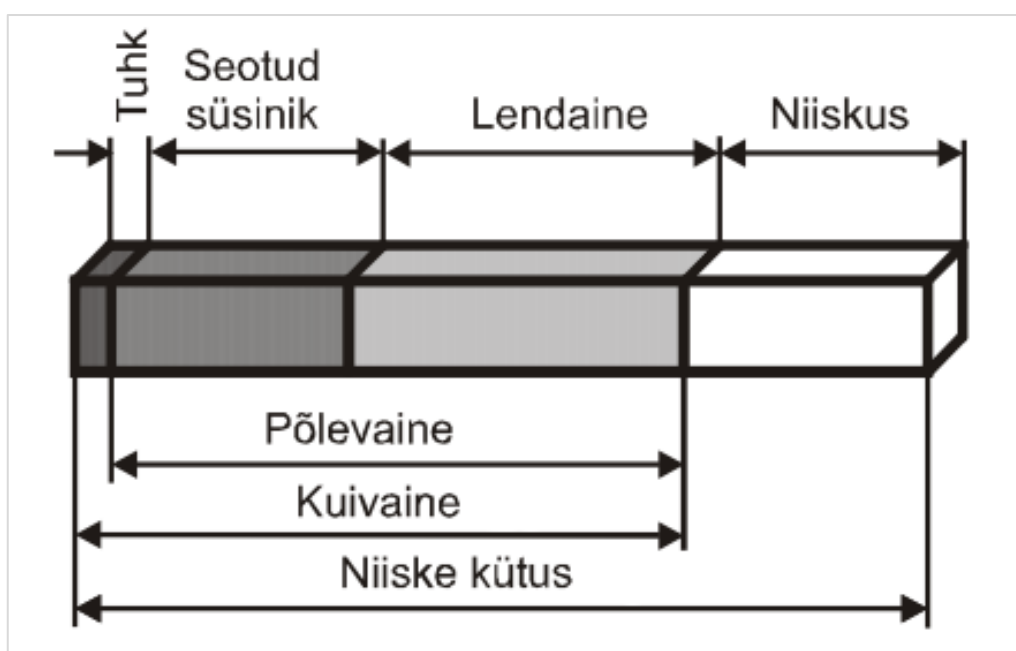 Tuhk
Seotud
süsinik
Lendaine
Niiskus
Põlevaine
Kuivaine
Niiske kütus